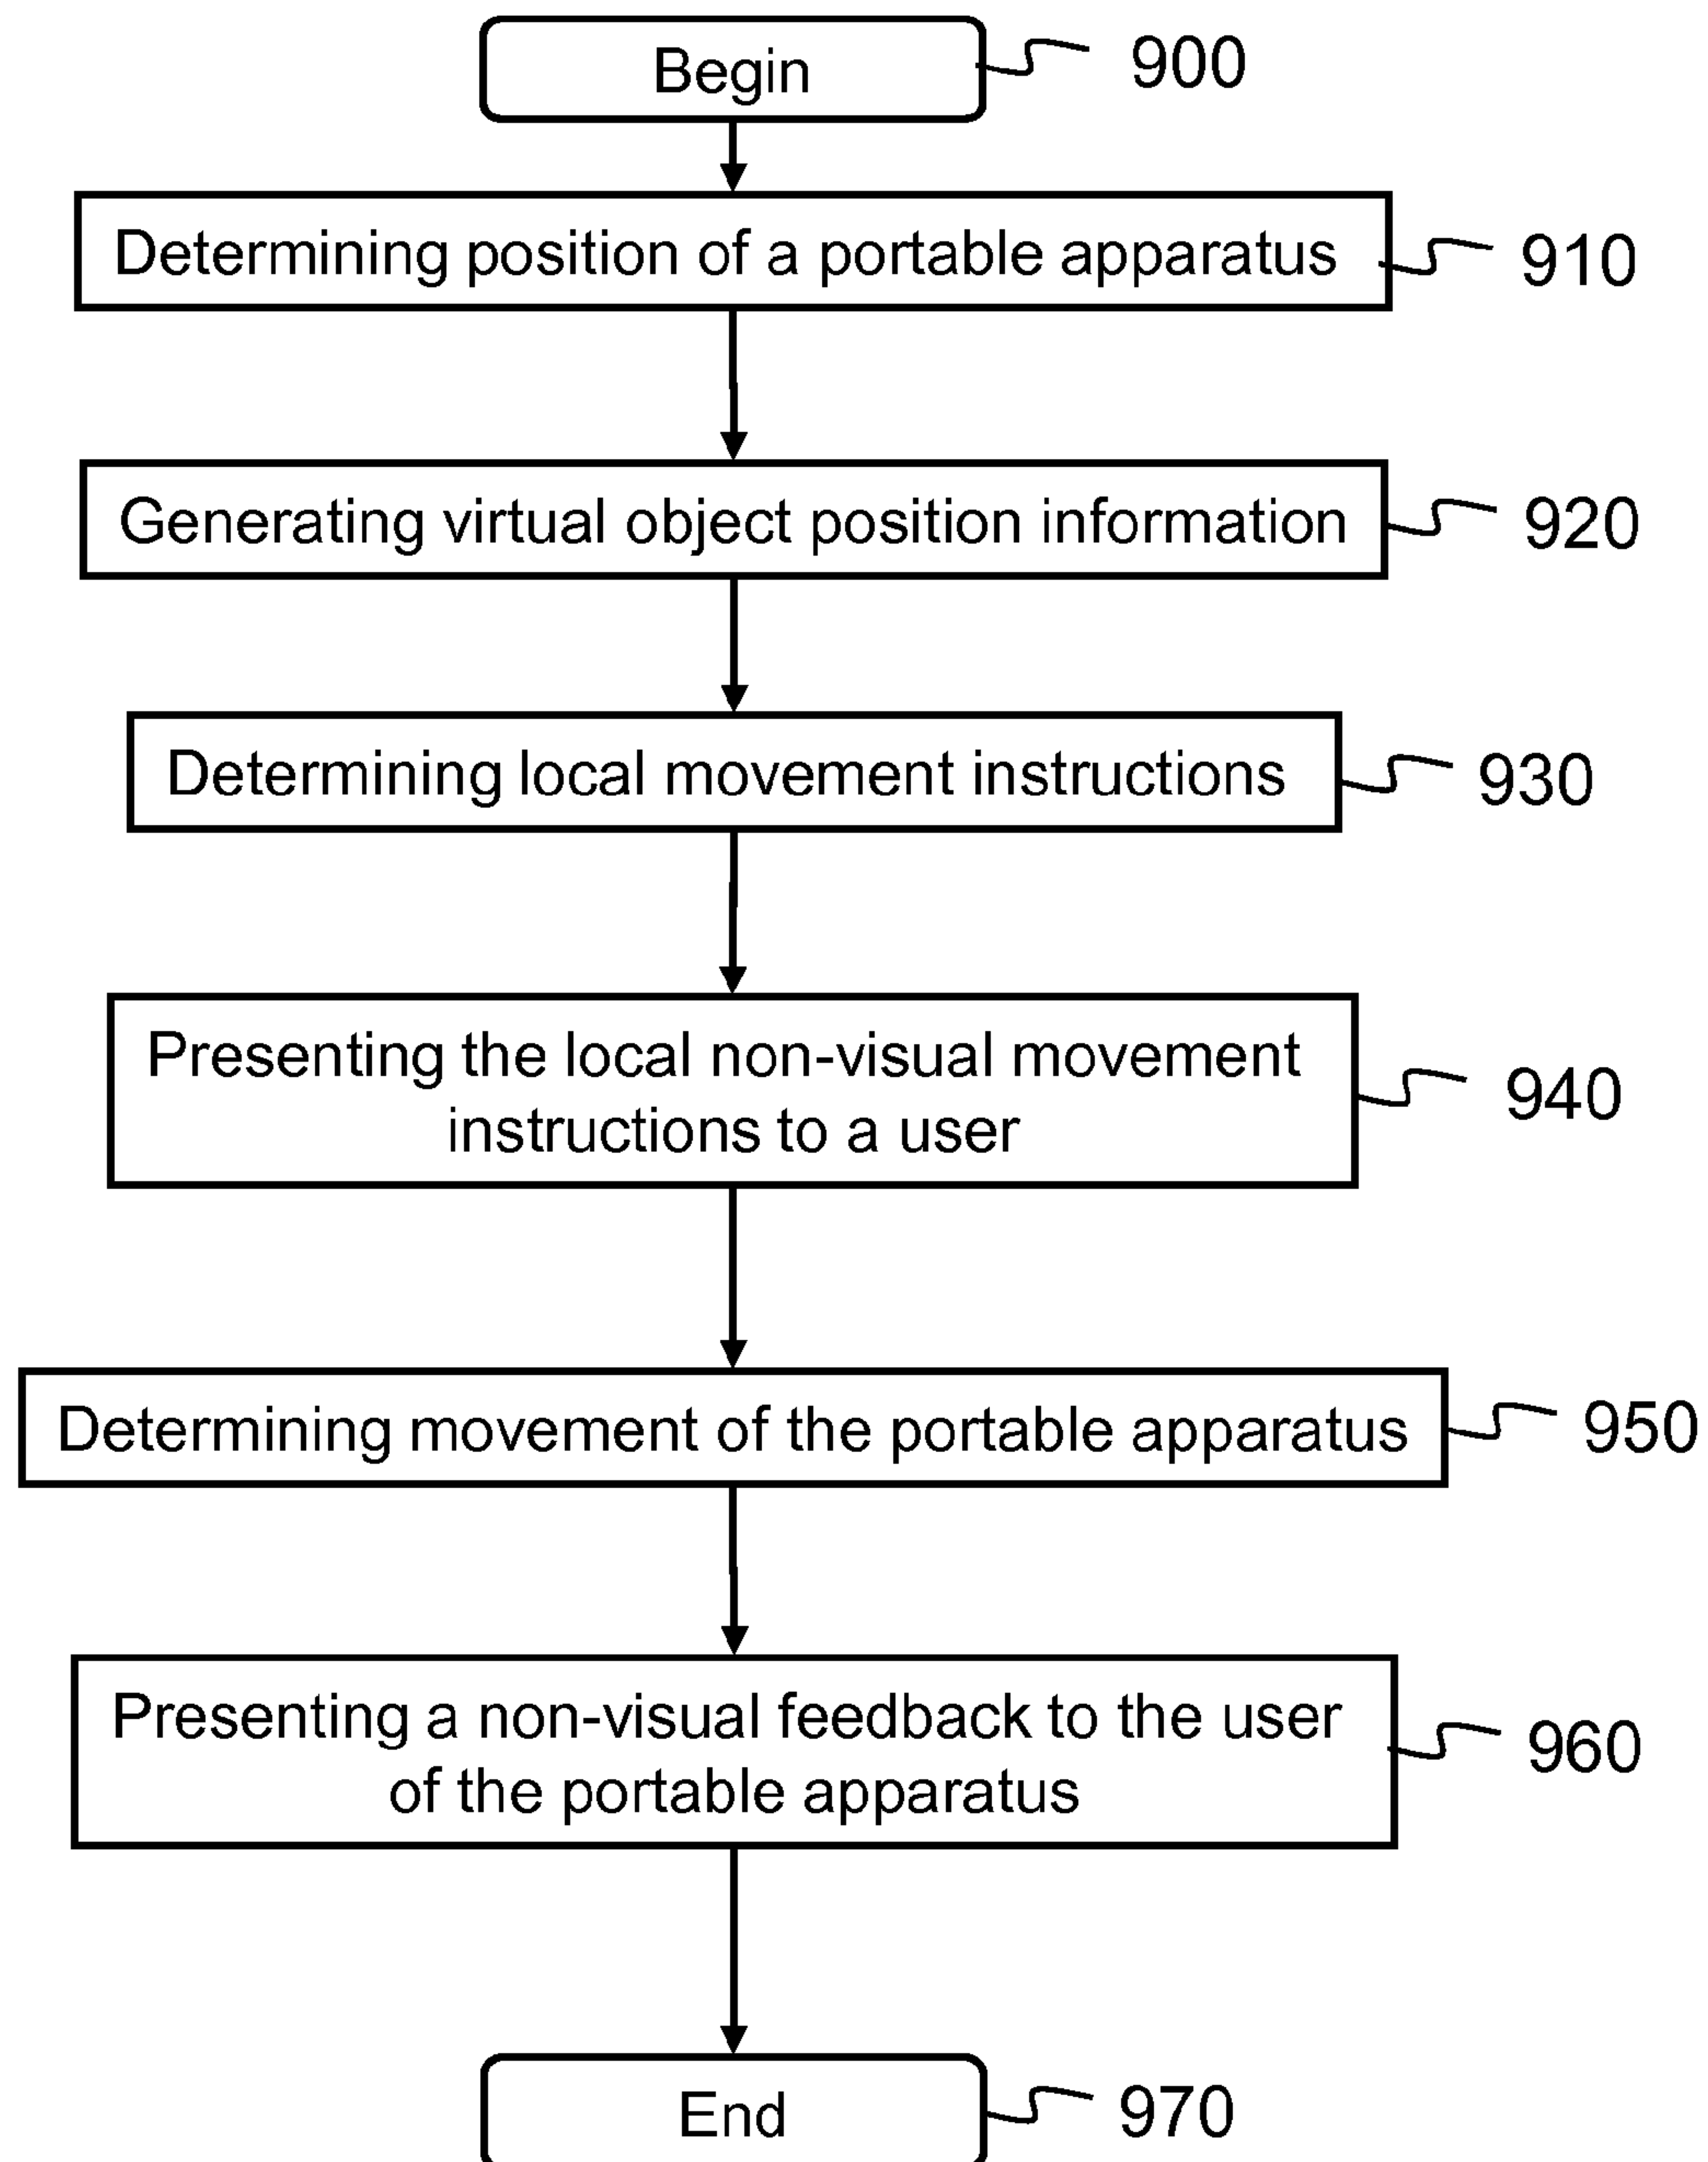 Begin
900
Determining position of a portable apparatus
910
Generating virtual object position information
920
Determining local movement instructions
930
Presenting the local non-visual movement
instructions to a user
940
Determining movement of the portable apparatus
950
Presenting a non-visual feedback to the user
of the portable apparatus
960
End
970